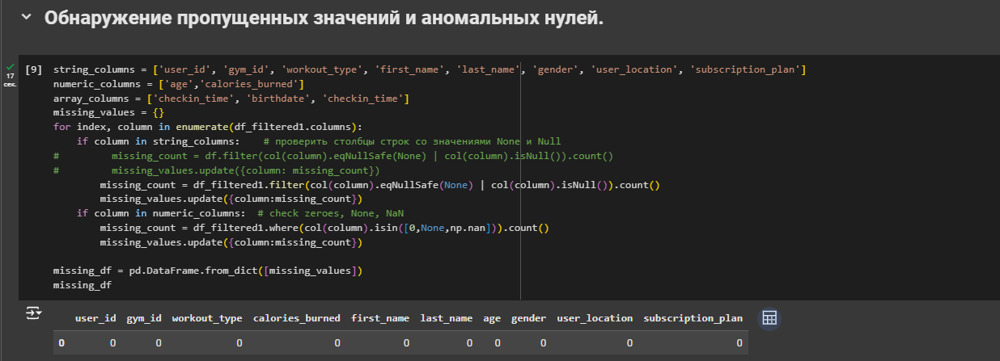 Обнаружение пропущенных значений и аномальных нулей.
[9] string_columns = ['user_id', 'gym_id', 'workout_type', 'first_name', 'last_name', 'gender', 'user_location', 'subscription_plan']
17 numeric_columns = ['age','calories_burned']
сек. array_columns = ['checkin_time', 'birthdate', 'checkin_time']
missing_values = {}
for index, column in enumerate(df_filtered1.columns):
    if column in string_columns:    # проверить столбцы строк со значениями None и Null
#         missing_count = df.filter(col(column).eqNullSafe(None) | col(column).isNull()).count()
#         missing_values.update({column: missing_count})
        missing_count = df_filtered1.filter(col(column).eqNullSafe(None) | col(column).isNull()).count()
        missing_values.update({column:missing_count})
    if column in numeric_columns:  # check zeroes, None, NaN
        missing_count = df_filtered1.where(col(column).isin([0,None,np.nan])).count()
        missing_values.update({column:missing_count})
missing_df = pd.DataFrame.from_dict([missing_values])
missing_df
user_id gym_id workout_type calories_burned first_name last_name age gender user_location subscription_plan
0 0 0 0 0 0 0 0 0 0 0